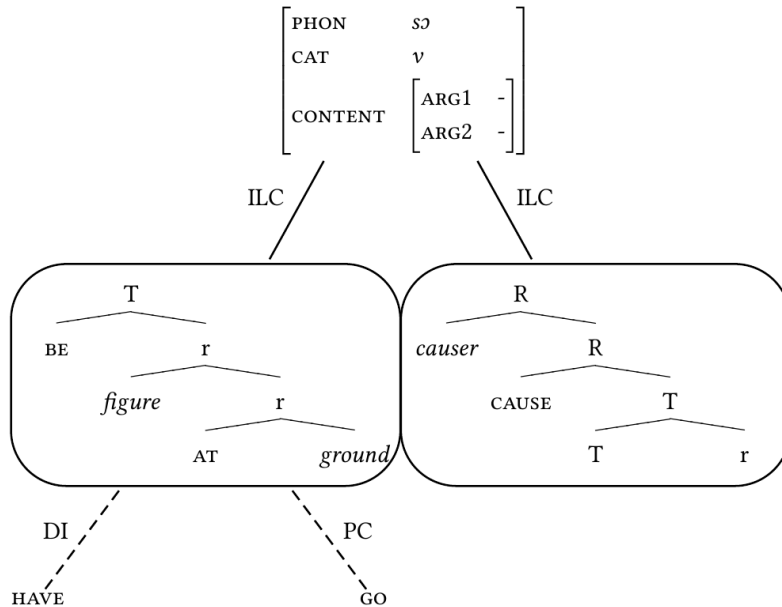 PHON sɔ
CAT v
CONTENT ARG1 -
ARG2 -
ILC ILC
T R
BE r causer R
figure r CAUSE T
AT ground T r
DI PC
HAVE GO